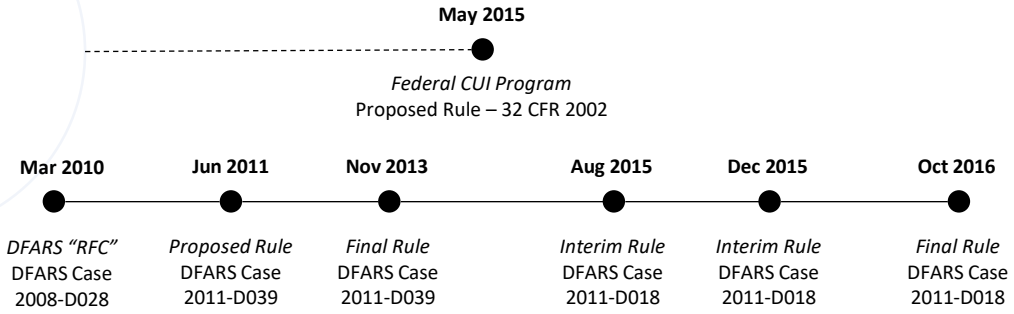 May 2015
Federal CUI Program
Proposed Rule – 32 CFR 2002
Mar 2010
Jun 2011
Nov 2013
Aug 2015
Dec 2015
Oct 2016
DFARS “RFC”
DFARS Case
2008-D028
Proposed Rule
DFARS Case
2011-D039
Final Rule
DFARS Case
2011-D039
Interim Rule
DFARS Case
2011-D018
Interim Rule
DFARS Case
2011-D018
Final Rule
DFARS Case
2011-D018